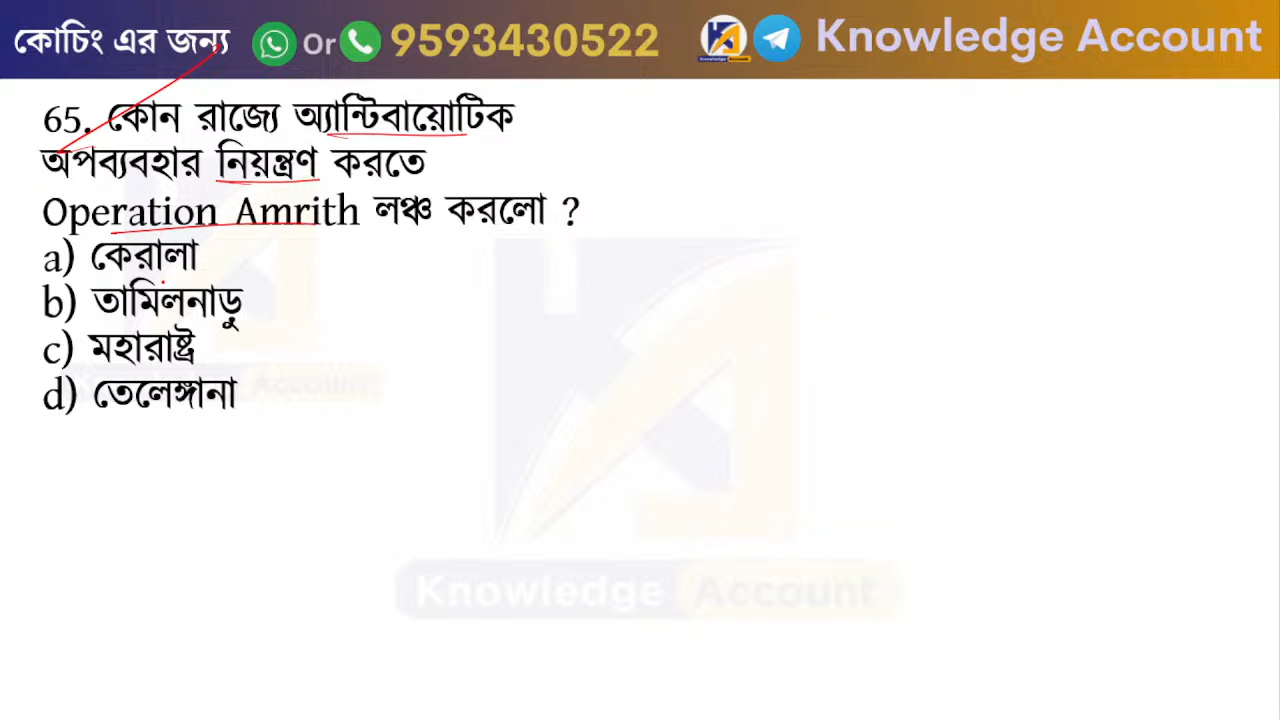 কোচিং এর জন্য Or 9593430522 Knowledge Account
65. কোন রাজ্যে অ্যান্টিবায়োটিক
অপব্যবহার নিয়ন্ত্রণ করতে
Operation Amrith লঞ্চ করলো ?
a) কেরালা
b) তামিলনাড়ু
c) মহারাষ্ট্র
d) তেলেঙ্গানা
Knowledge Account